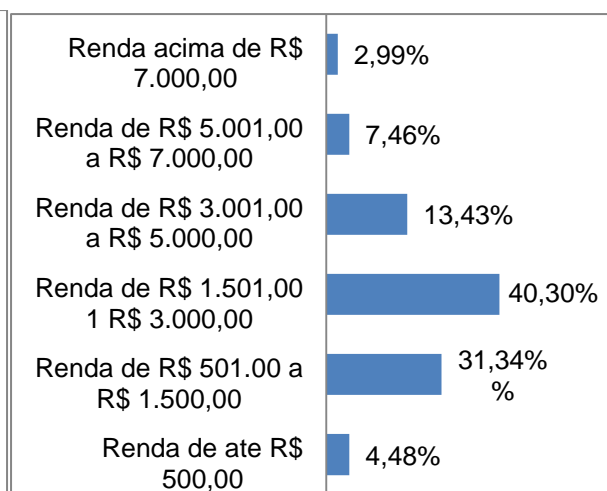 Renda acima de R$
7.000,00
2,99%
Renda de R$ 5.001,00
a R$ 7.000,00
7,46%
Renda de R$ 3.001,00
a R$ 5.000,00
13,43%
Renda de R$ 1.501,00
1 R$ 3.000,00
40,30%
Renda de R$ 501.00 a
R$ 1.500,00
31,34%
%
Renda de ate R$
500,00
4,48%